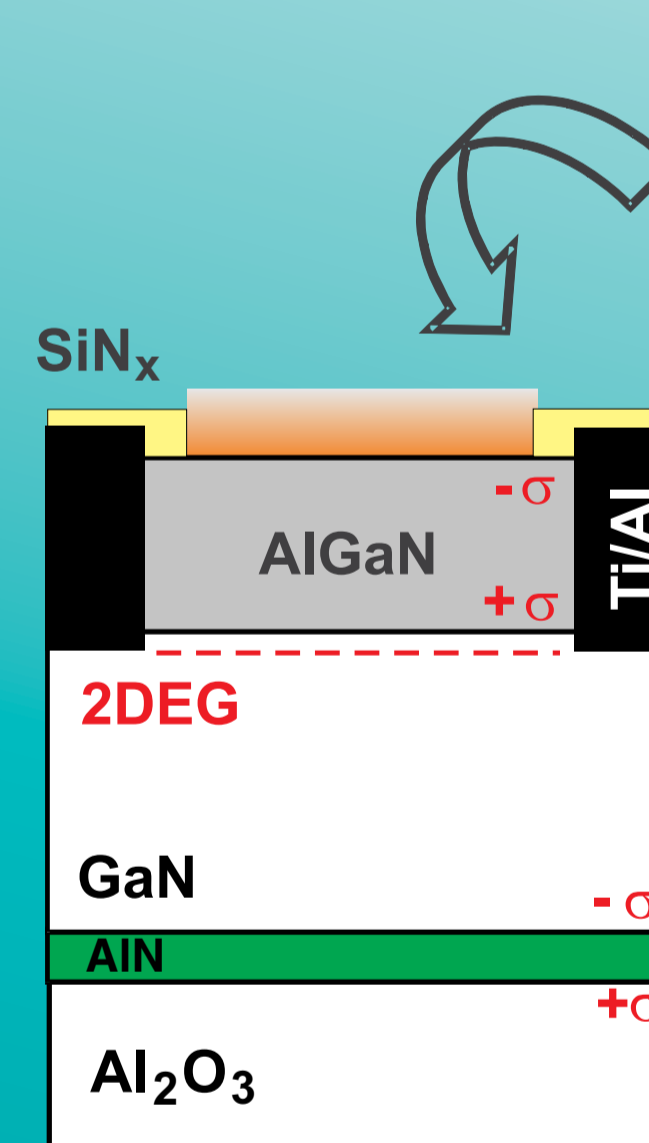 SiNₓ
- σ
AlGaN
+ σ
Ti/Al
2DEG
GaN
- σ
AlN
+σ
Al₂O₃